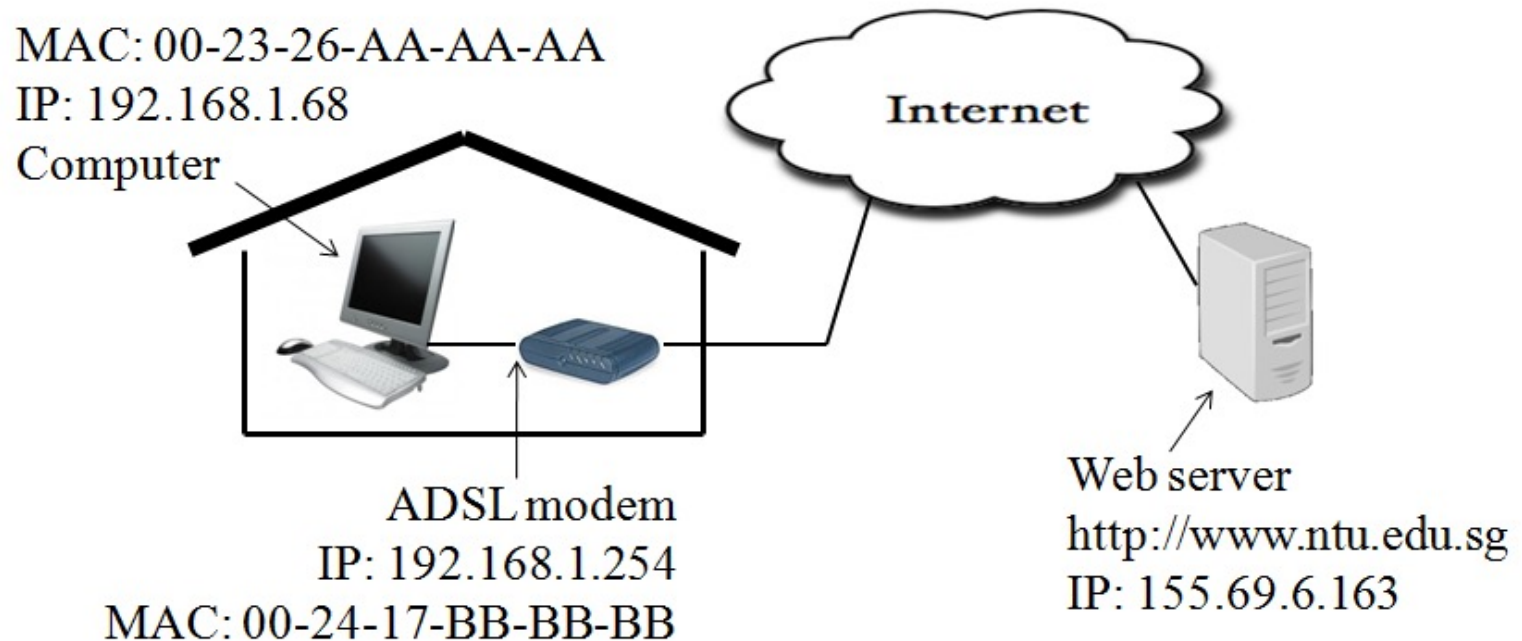 MAC: 00-23-26-AA-AA-AA
IP: 192.168.1.68
Computer
Internet
ADSL modem
IP: 192.168.1.254
MAC: 00-24-17-BB-BB-BB
Web server
http://www.ntu.edu.sg
IP: 155.69.6.163